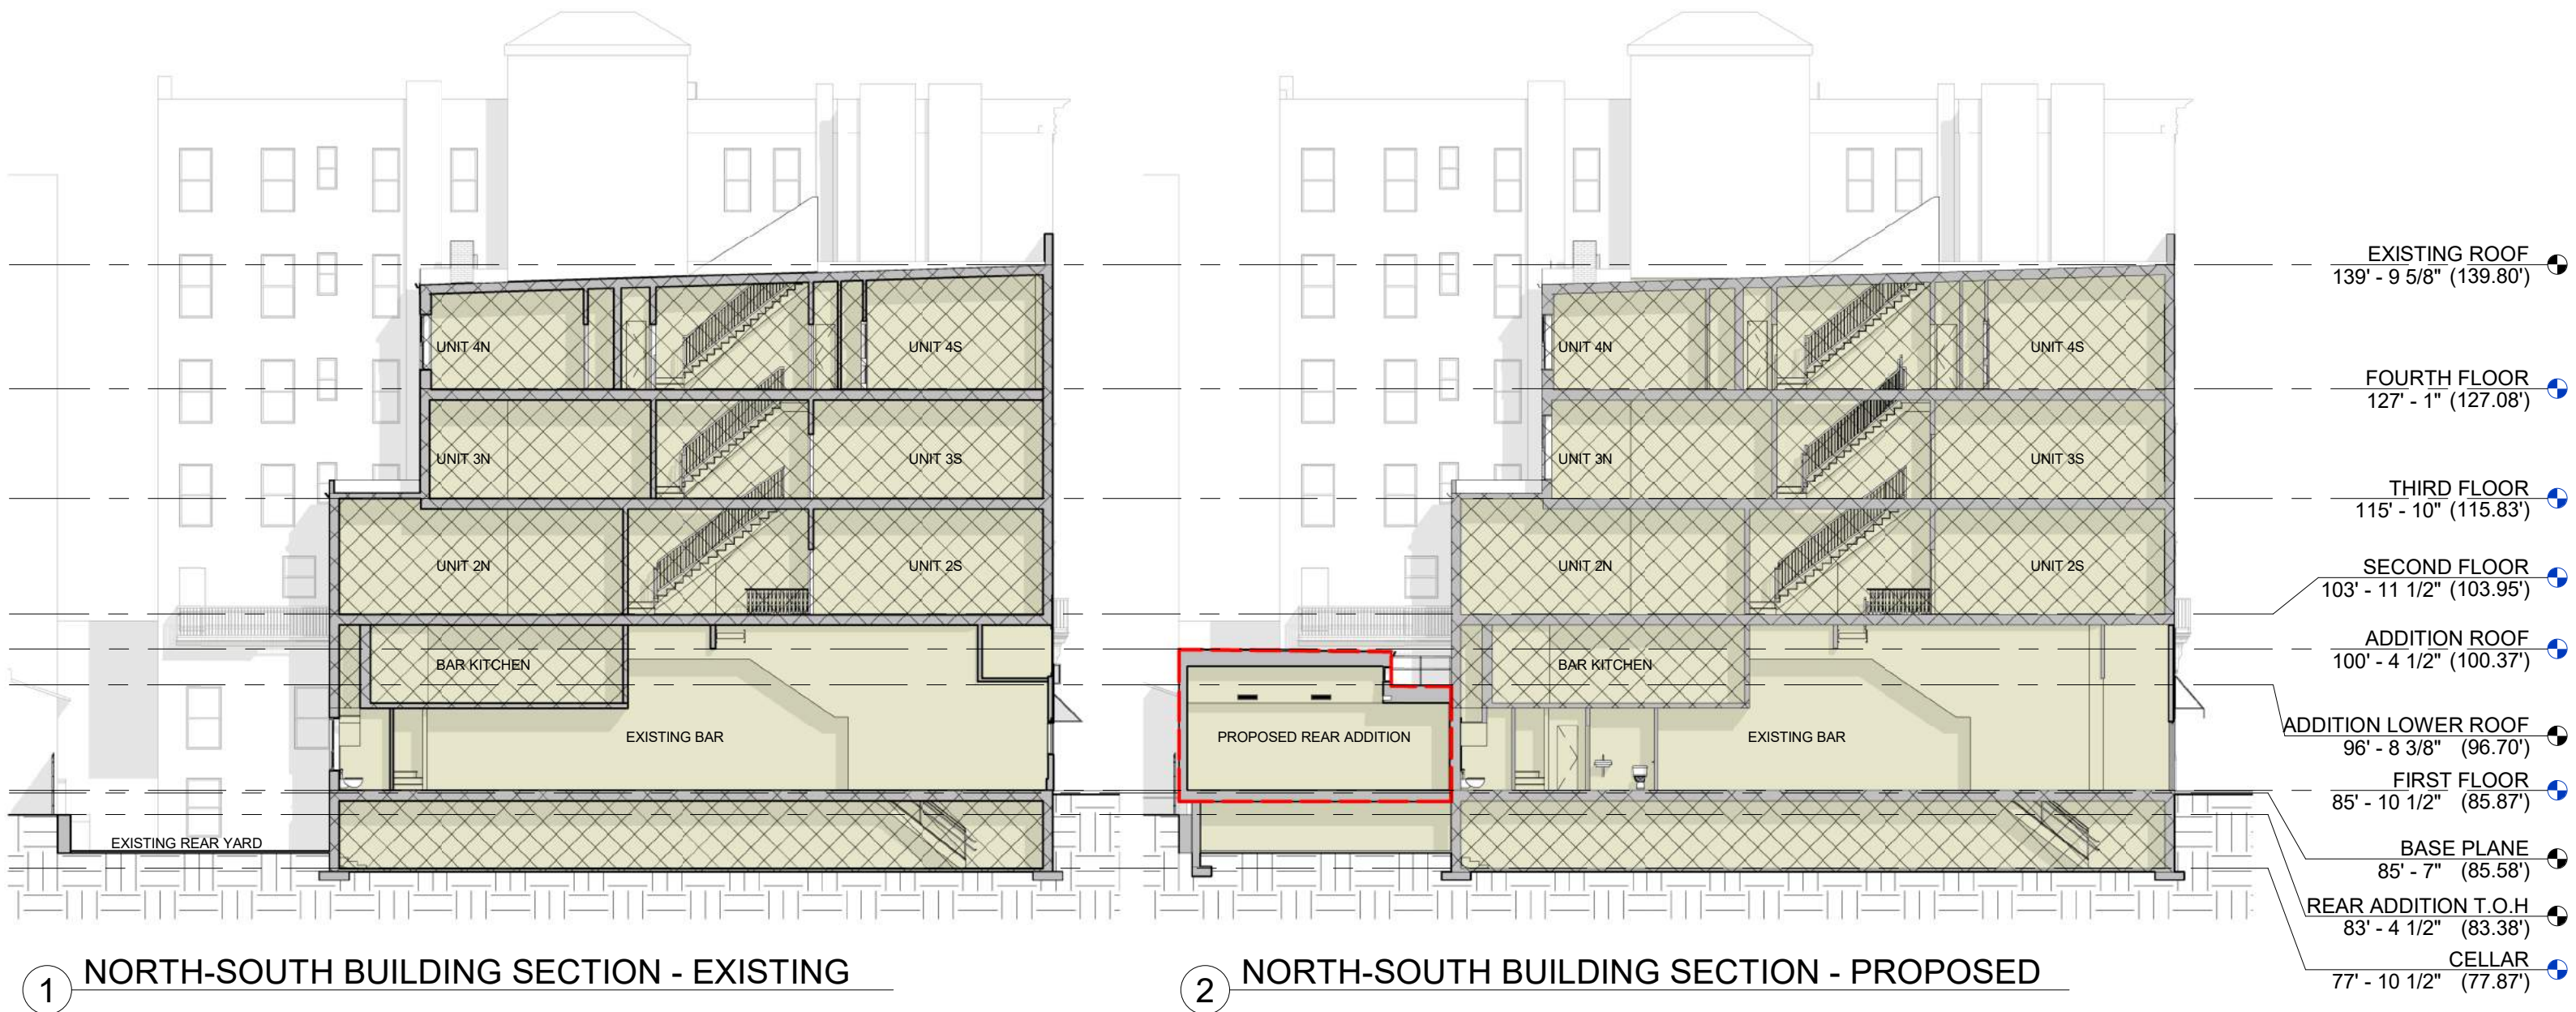 UNIT 4N
UNIT 4S
UNIT 3N
UNIT 3S
UNIT 2N
UNIT 2S
BAR KITCHEN
EXISTING BAR
EXISTING REAR YARD
1 NORTH-SOUTH BUILDING SECTION - EXISTING
UNIT 4N
UNIT 4S
UNIT 3N
UNIT 3S
UNIT 2N
UNIT 2S
BAR KITCHEN
PROPOSED REAR ADDITION
EXISTING BAR
2 NORTH-SOUTH BUILDING SECTION - PROPOSED
EXISTING ROOF
139' - 9 5/8" (139.80')
FOURTH FLOOR
127' - 1" (127.08')
THIRD FLOOR
115' - 10" (115.83')
SECOND FLOOR
103' - 11 1/2" (103.95')
ADDITION ROOF
100' - 4 1/2" (100.37')
ADDITION LOWER ROOF
96' - 8 3/8" (96.70')
FIRST FLOOR
85' - 10 1/2" (85.87')
BASE PLANE
85' - 7" (85.58')
REAR ADDITION T.O.H
83' - 4 1/2" (83.38')
CELLAR
77' - 10 1/2" (77.87')